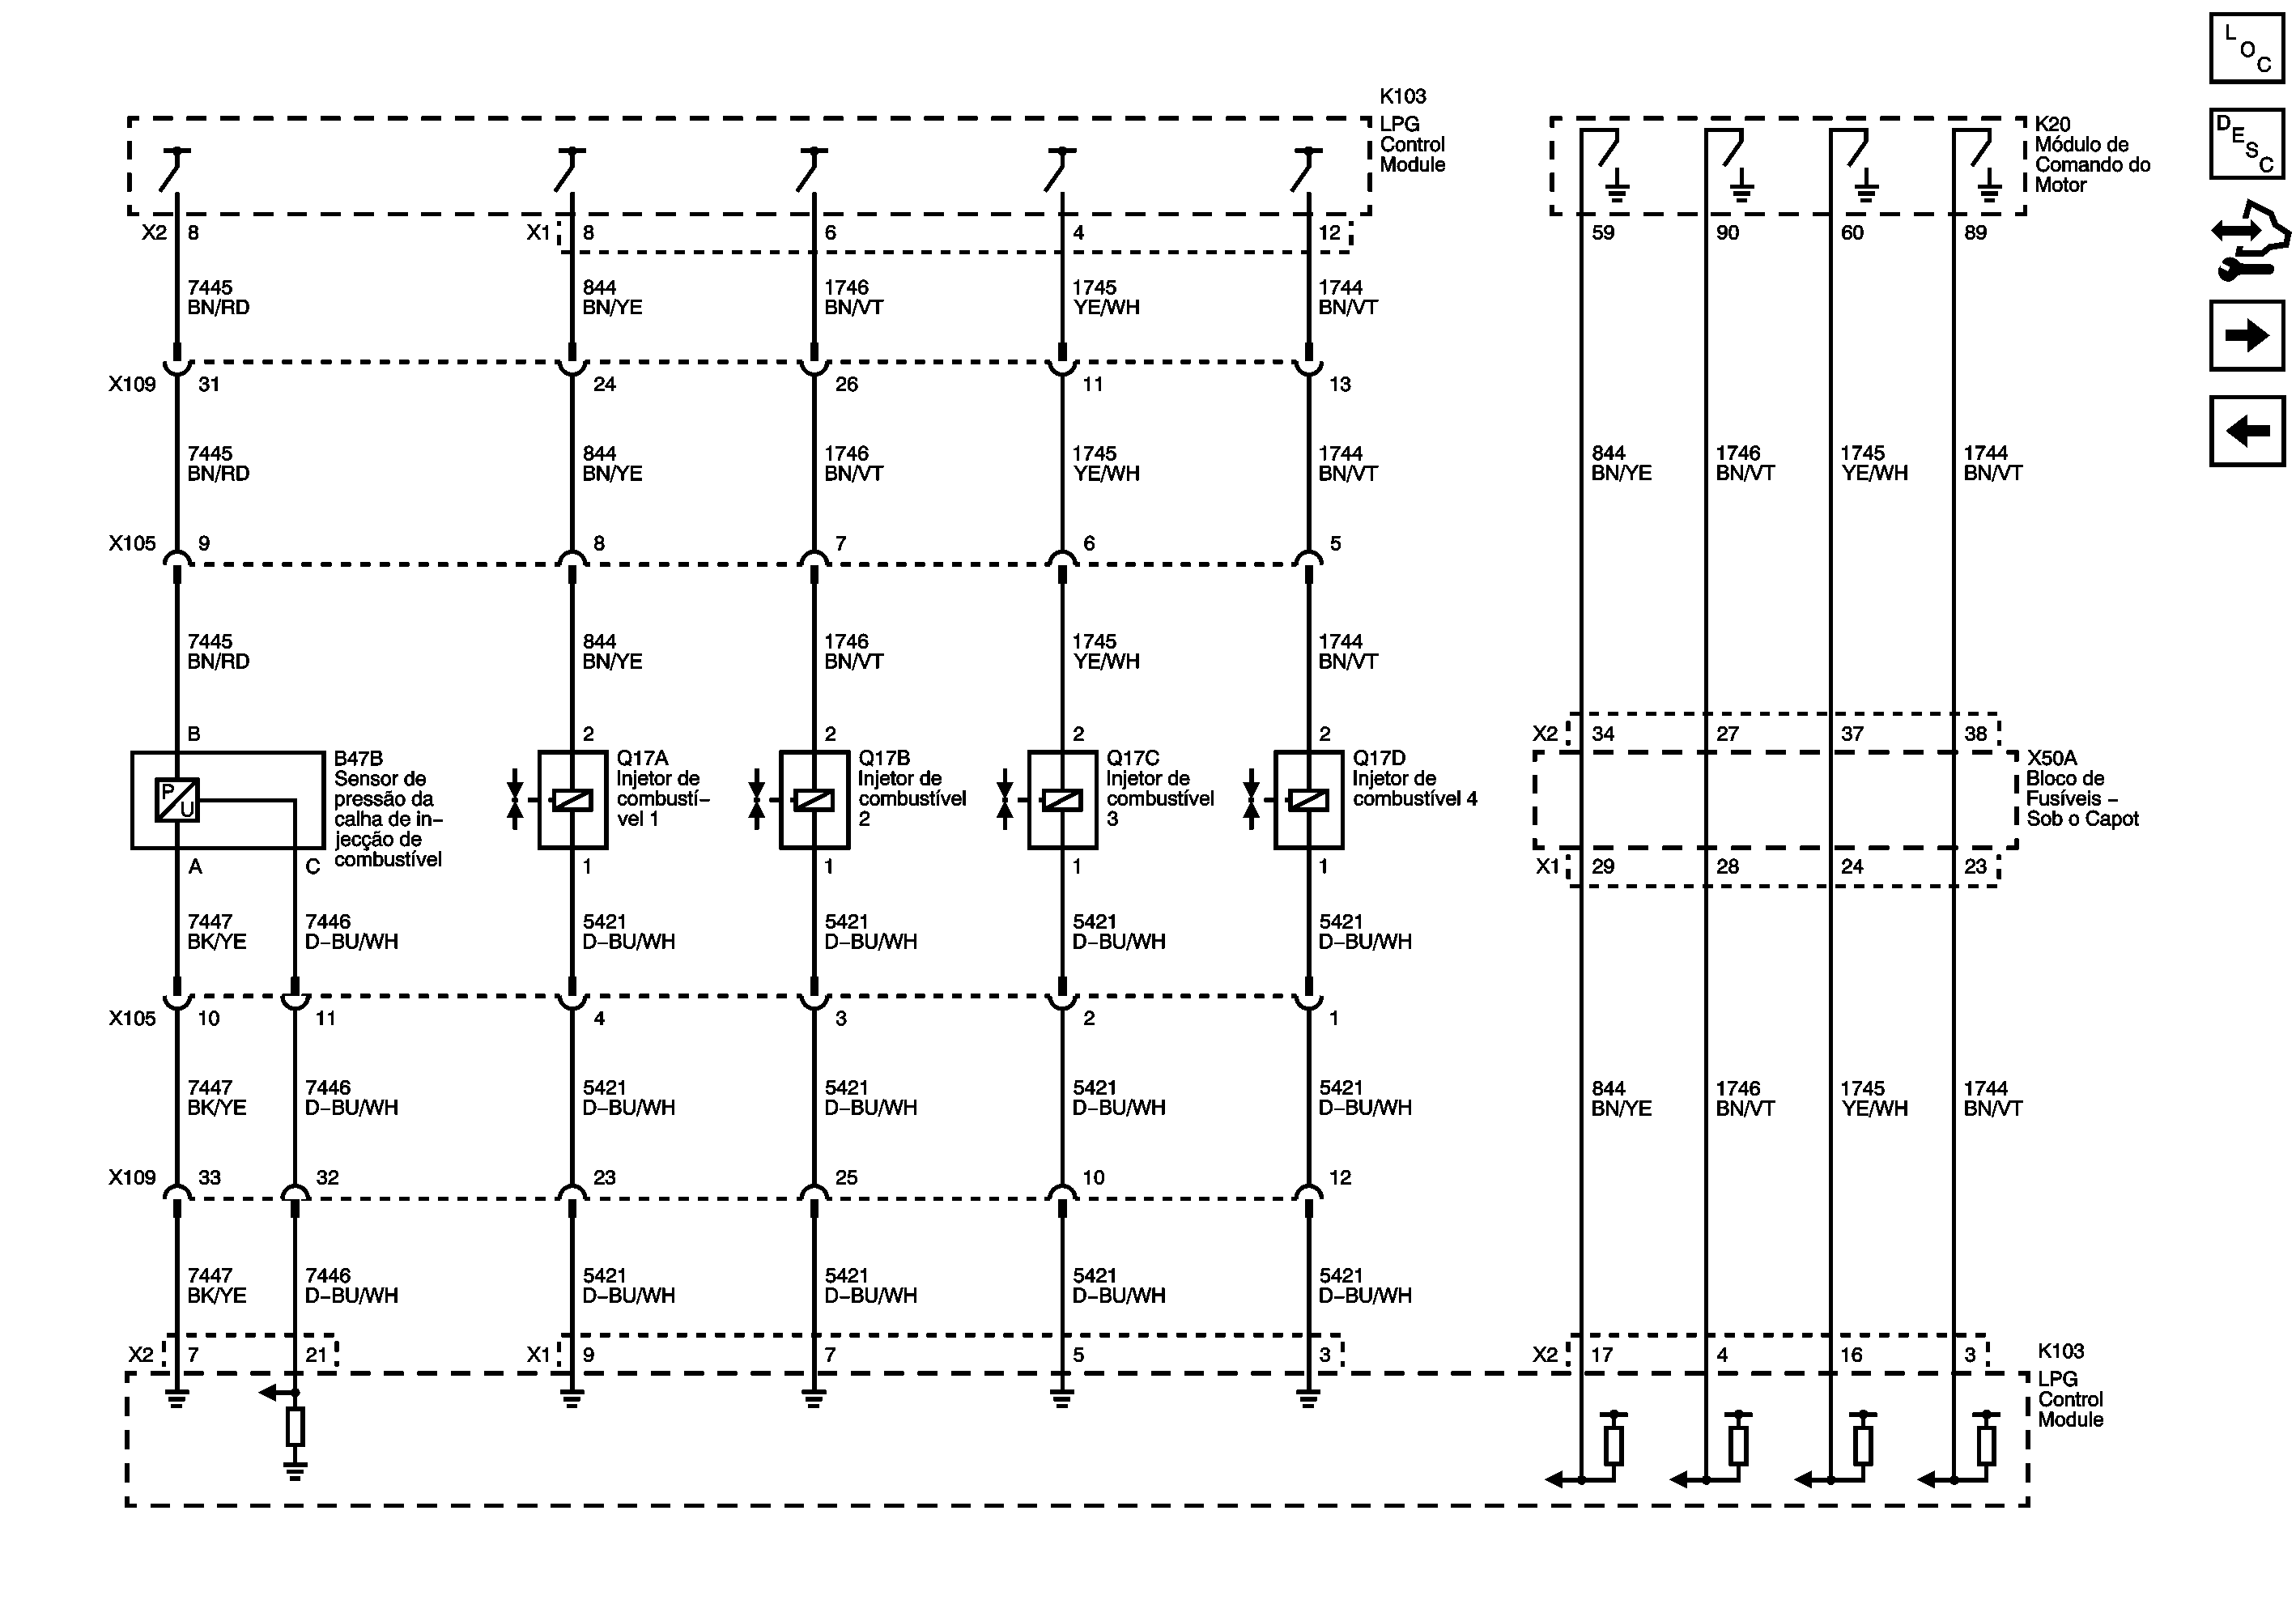 L
O
C
D
E
S
C
K103
LPG
Control
Module
K20
Módulo de
Comando do
Motor
X2 8 X1 8 6 4 12 59 90 60 89
7445 844 1746 1745 1744
BN/RD BN/YE BN/VT YE/WH BN/VT
X109 31 24 26 11 13
7445 844 1746 1745 1744 844 1746 1745 1744
BN/RD BN/YE BN/VT YE/WH BN/VT BN/YE BN/VT YE/WH BN/VT
X105 9 8 7 6 5
7445 844 1746 1745 1744
BN/RD BN/YE BN/VT YE/WH BN/VT
B 2 2 2 2 X2 34 27 37 38
P
U
B47B
Sensor de
pressão da
calha de in–
jecção de
combustível
Q17A
Injetor de
combustí–
vel 1
Q17B
Injetor de
combustível
2
Q17C
Injetor de
combustível
3
Q17D
Injetor de
combustível 4
X50A
Bloco de
Fusíveis –
Sob o Capot
A C 1 1 1 1 X1 29 28 24 23
7447 7446 5421 5421 5421 5421
BK/YE D–BU/WH D–BU/WH D–BU/WH D–BU/WH D–BU/WH
X105 10 11 4 3 2 1
7447 7446 5421 5421 5421 5421 844 1746 1745 1744
BK/YE D–BU/WH D–BU/WH D–BU/WH D–BU/WH D–BU/WH BN/YE BN/VT YE/WH BN/VT
X109 33 32 23 25 10 12
7447 7446 5421 5421 5421 5421
BK/YE D–BU/WH D–BU/WH D–BU/WH D–BU/WH D–BU/WH
X2 7 21 X1 9 7 5 3 X2 17 4 16 3
K103
LPG
Control
Module